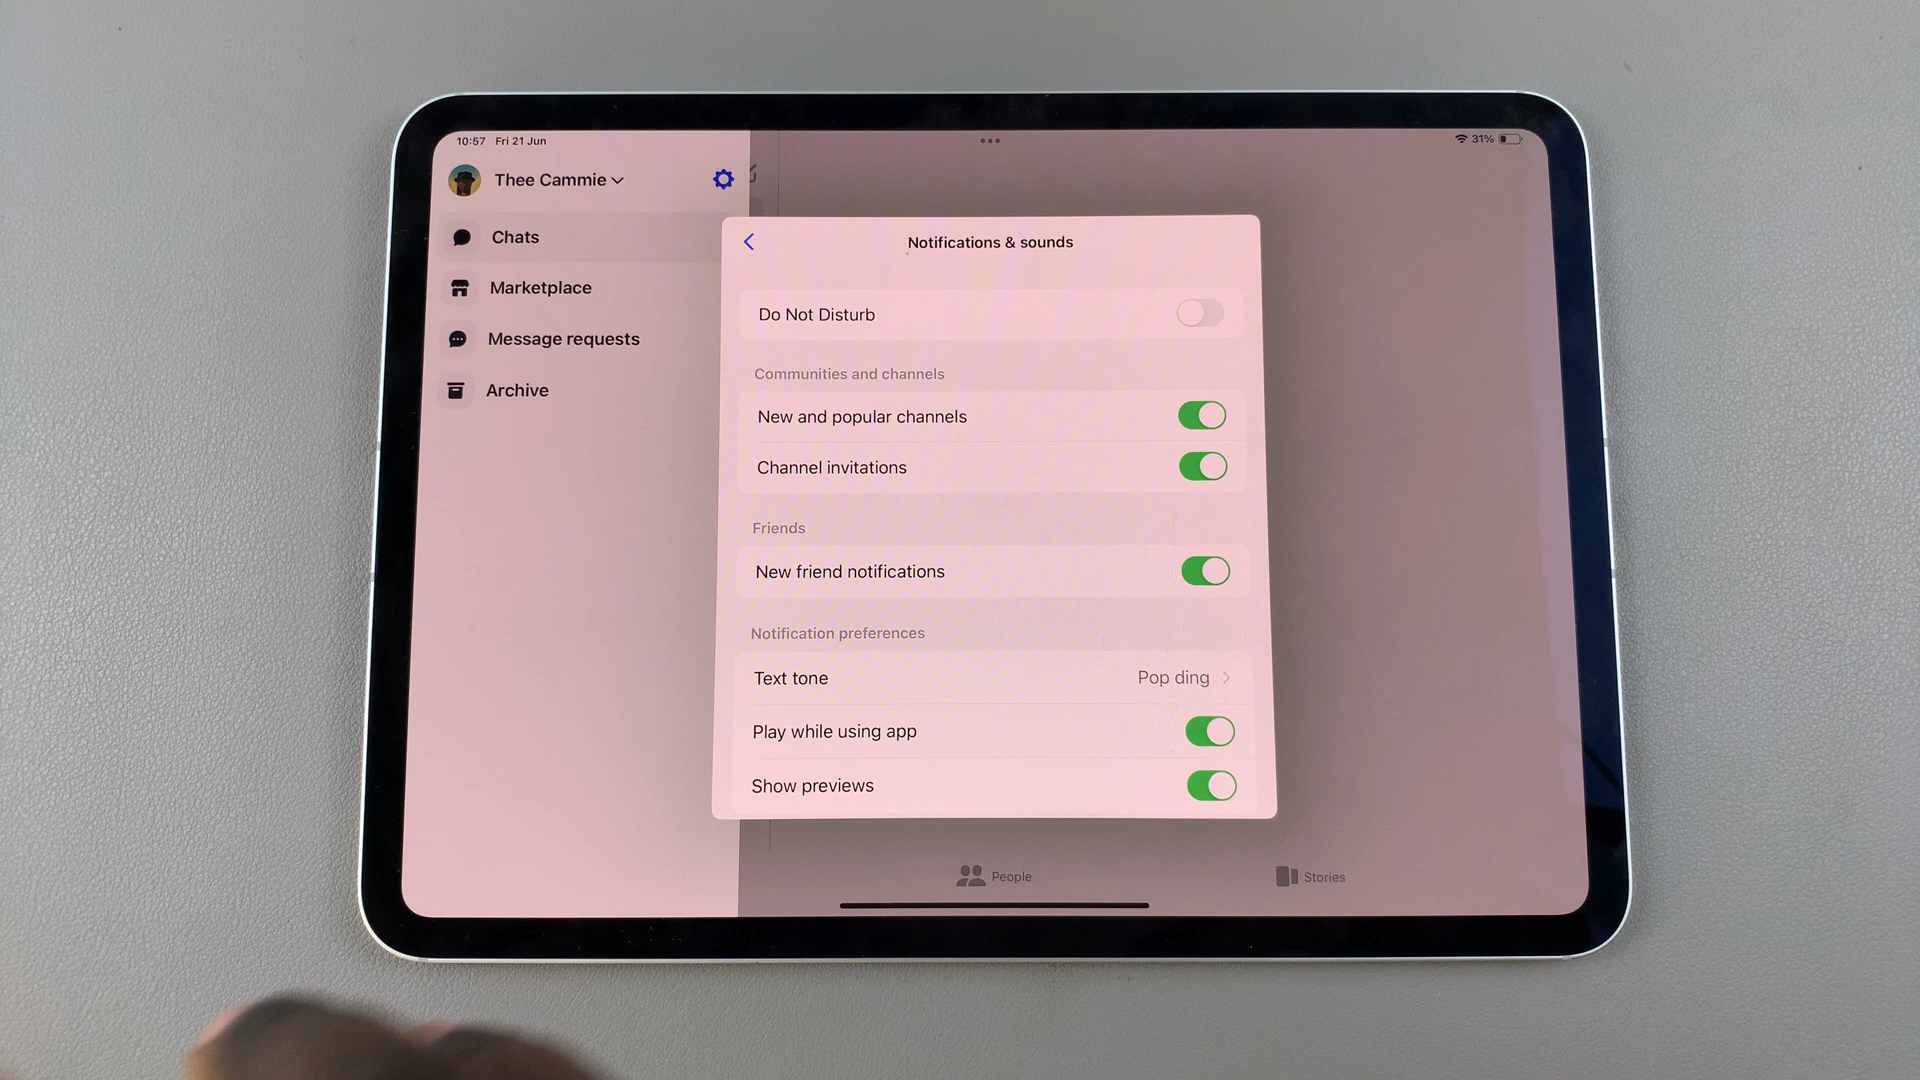 10:57 Fri 21 Jun
31%
Thee Cammie
Chats
Marketplace
Message requests
Archive
Notifications & sounds
Do Not Disturb
Communities and channels
New and popular channels
Channel invitations
Friends
New friend notifications
Notification preferences
Text tone Pop ding
Play while using app
Show previews
People
Stories